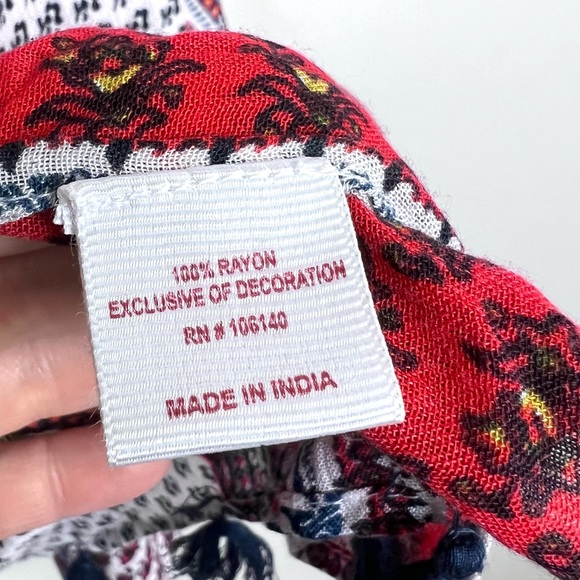 100% RAYON
EXCLUSIVE OF DECORATION
RN # 106140
MADE IN INDIA